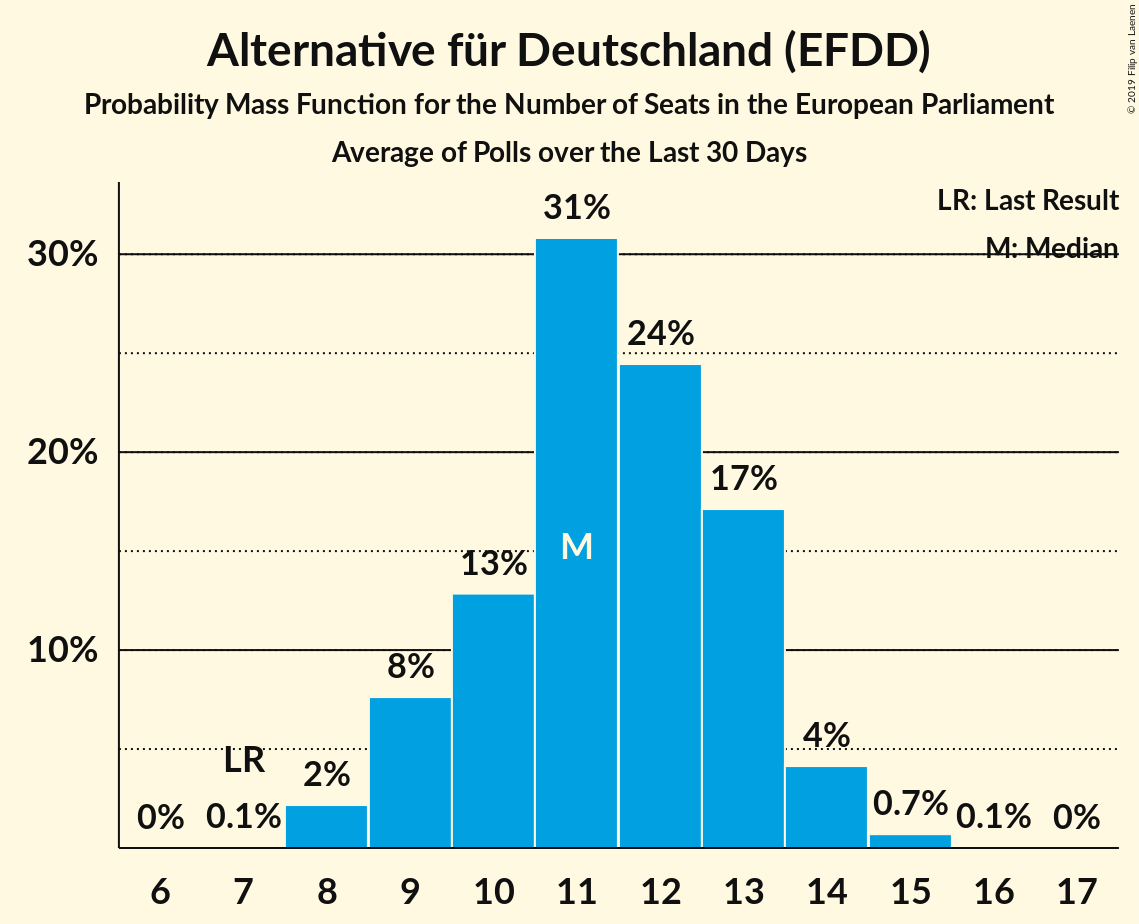 Alternative für Deutschland (EFDD)
Probability Mass Function for the Number of Seats in the European Parliament
Average of Polls over the Last 30 Days
© 2019 Filip van Laenen
LR: Last Result
M: Median
30%
20%
10%
0%
0.1%
LR
2%
8%
13%
31%
M
24%
17%
4%
0.7%
0.1%
0%
6 7 8 9 10 11 12 13 14 15 16 17